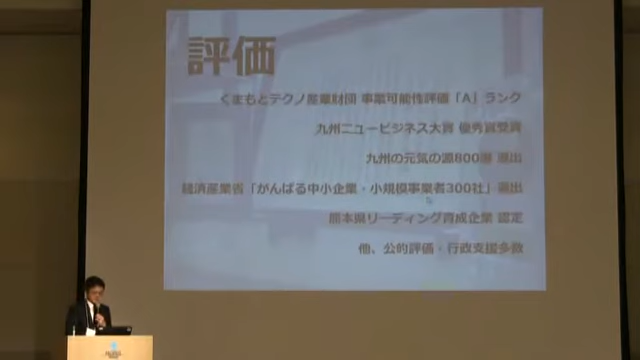 評価
くまもとテクノ産業財団 事業可能性評価「A」ランク
九州ニュービジネス大賞 優秀賞受賞
九州の元気の源800選 選出
経済産業省「がんばる中小企業・小規模事業者300社」選出
熊本県リーディング育成企業 認定
他、公的評価・行政支援多数